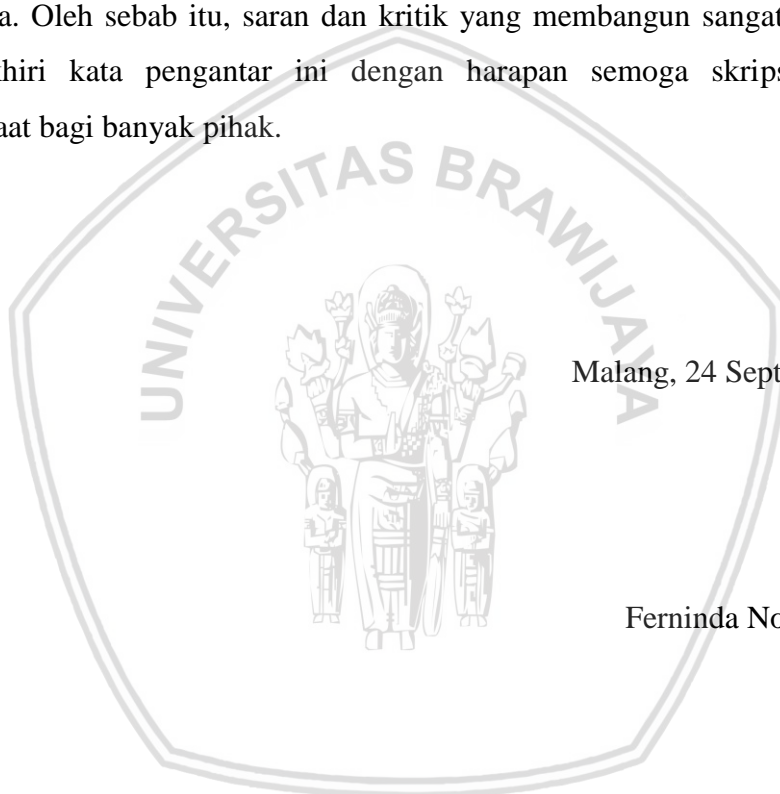 a. Oleh sebab itu, saran dan kritik yang membangun sangat
khiri kata pengantar ini dengan harapan semoga skrips
aat bagi banyak pihak.
UNIVERSITAS BRAWIJAYA
Malang, 24 Sept
Ferninda No